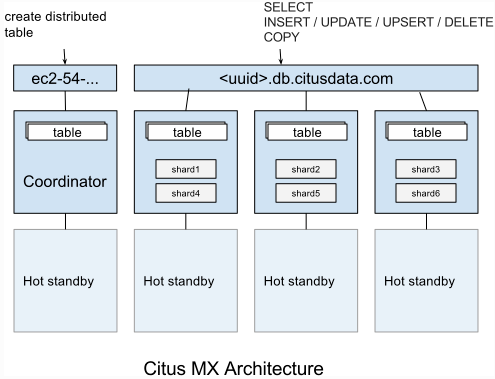 create distributed
table
SELECT
INSERT / UPDATE / UPSERT / DELETE
COPY
ec2-54-...
<uuid>.db.citusdata.com
table
table
table
table
Coordinator
shard1
shard4
shard2
shard5
shard3
shard6
Hot standby
Hot standby
Hot standby
Hot standby
Citus MX Architecture